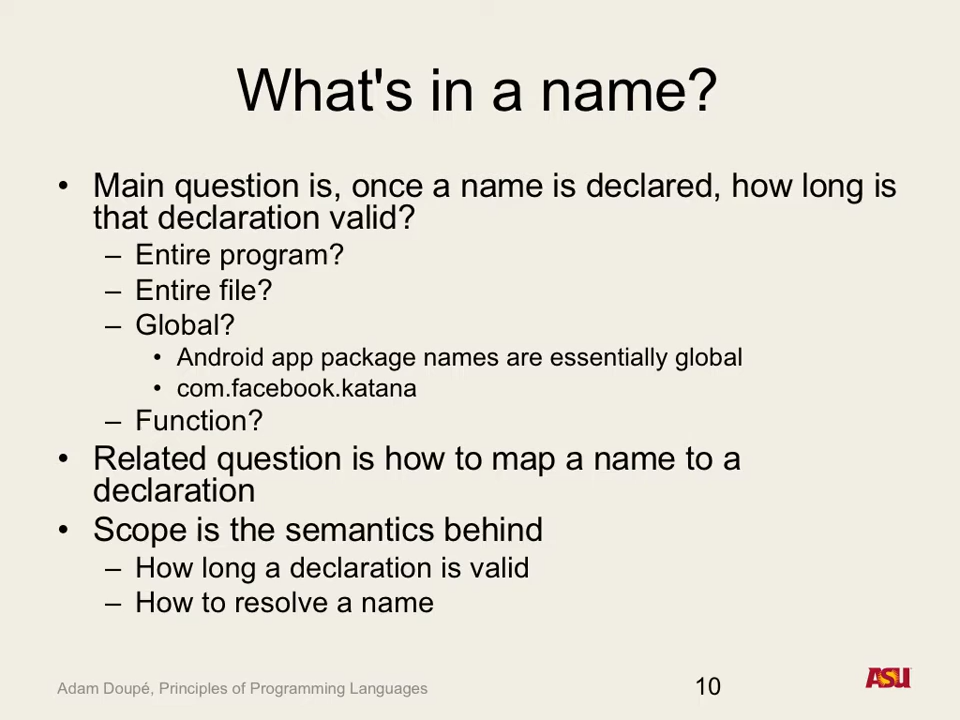 What's in a name?
• Main question is, once a name is declared, how long is
that declaration valid?
– Entire program?
– Entire file?
– Global?
• Android app package names are essentially global
• com.facebook.katana
– Function?
• Related question is how to map a name to a
declaration
• Scope is the semantics behind
– How long a declaration is valid
– How to resolve a name
Adam Doupé, Principles of Programming Languages
10
ASU